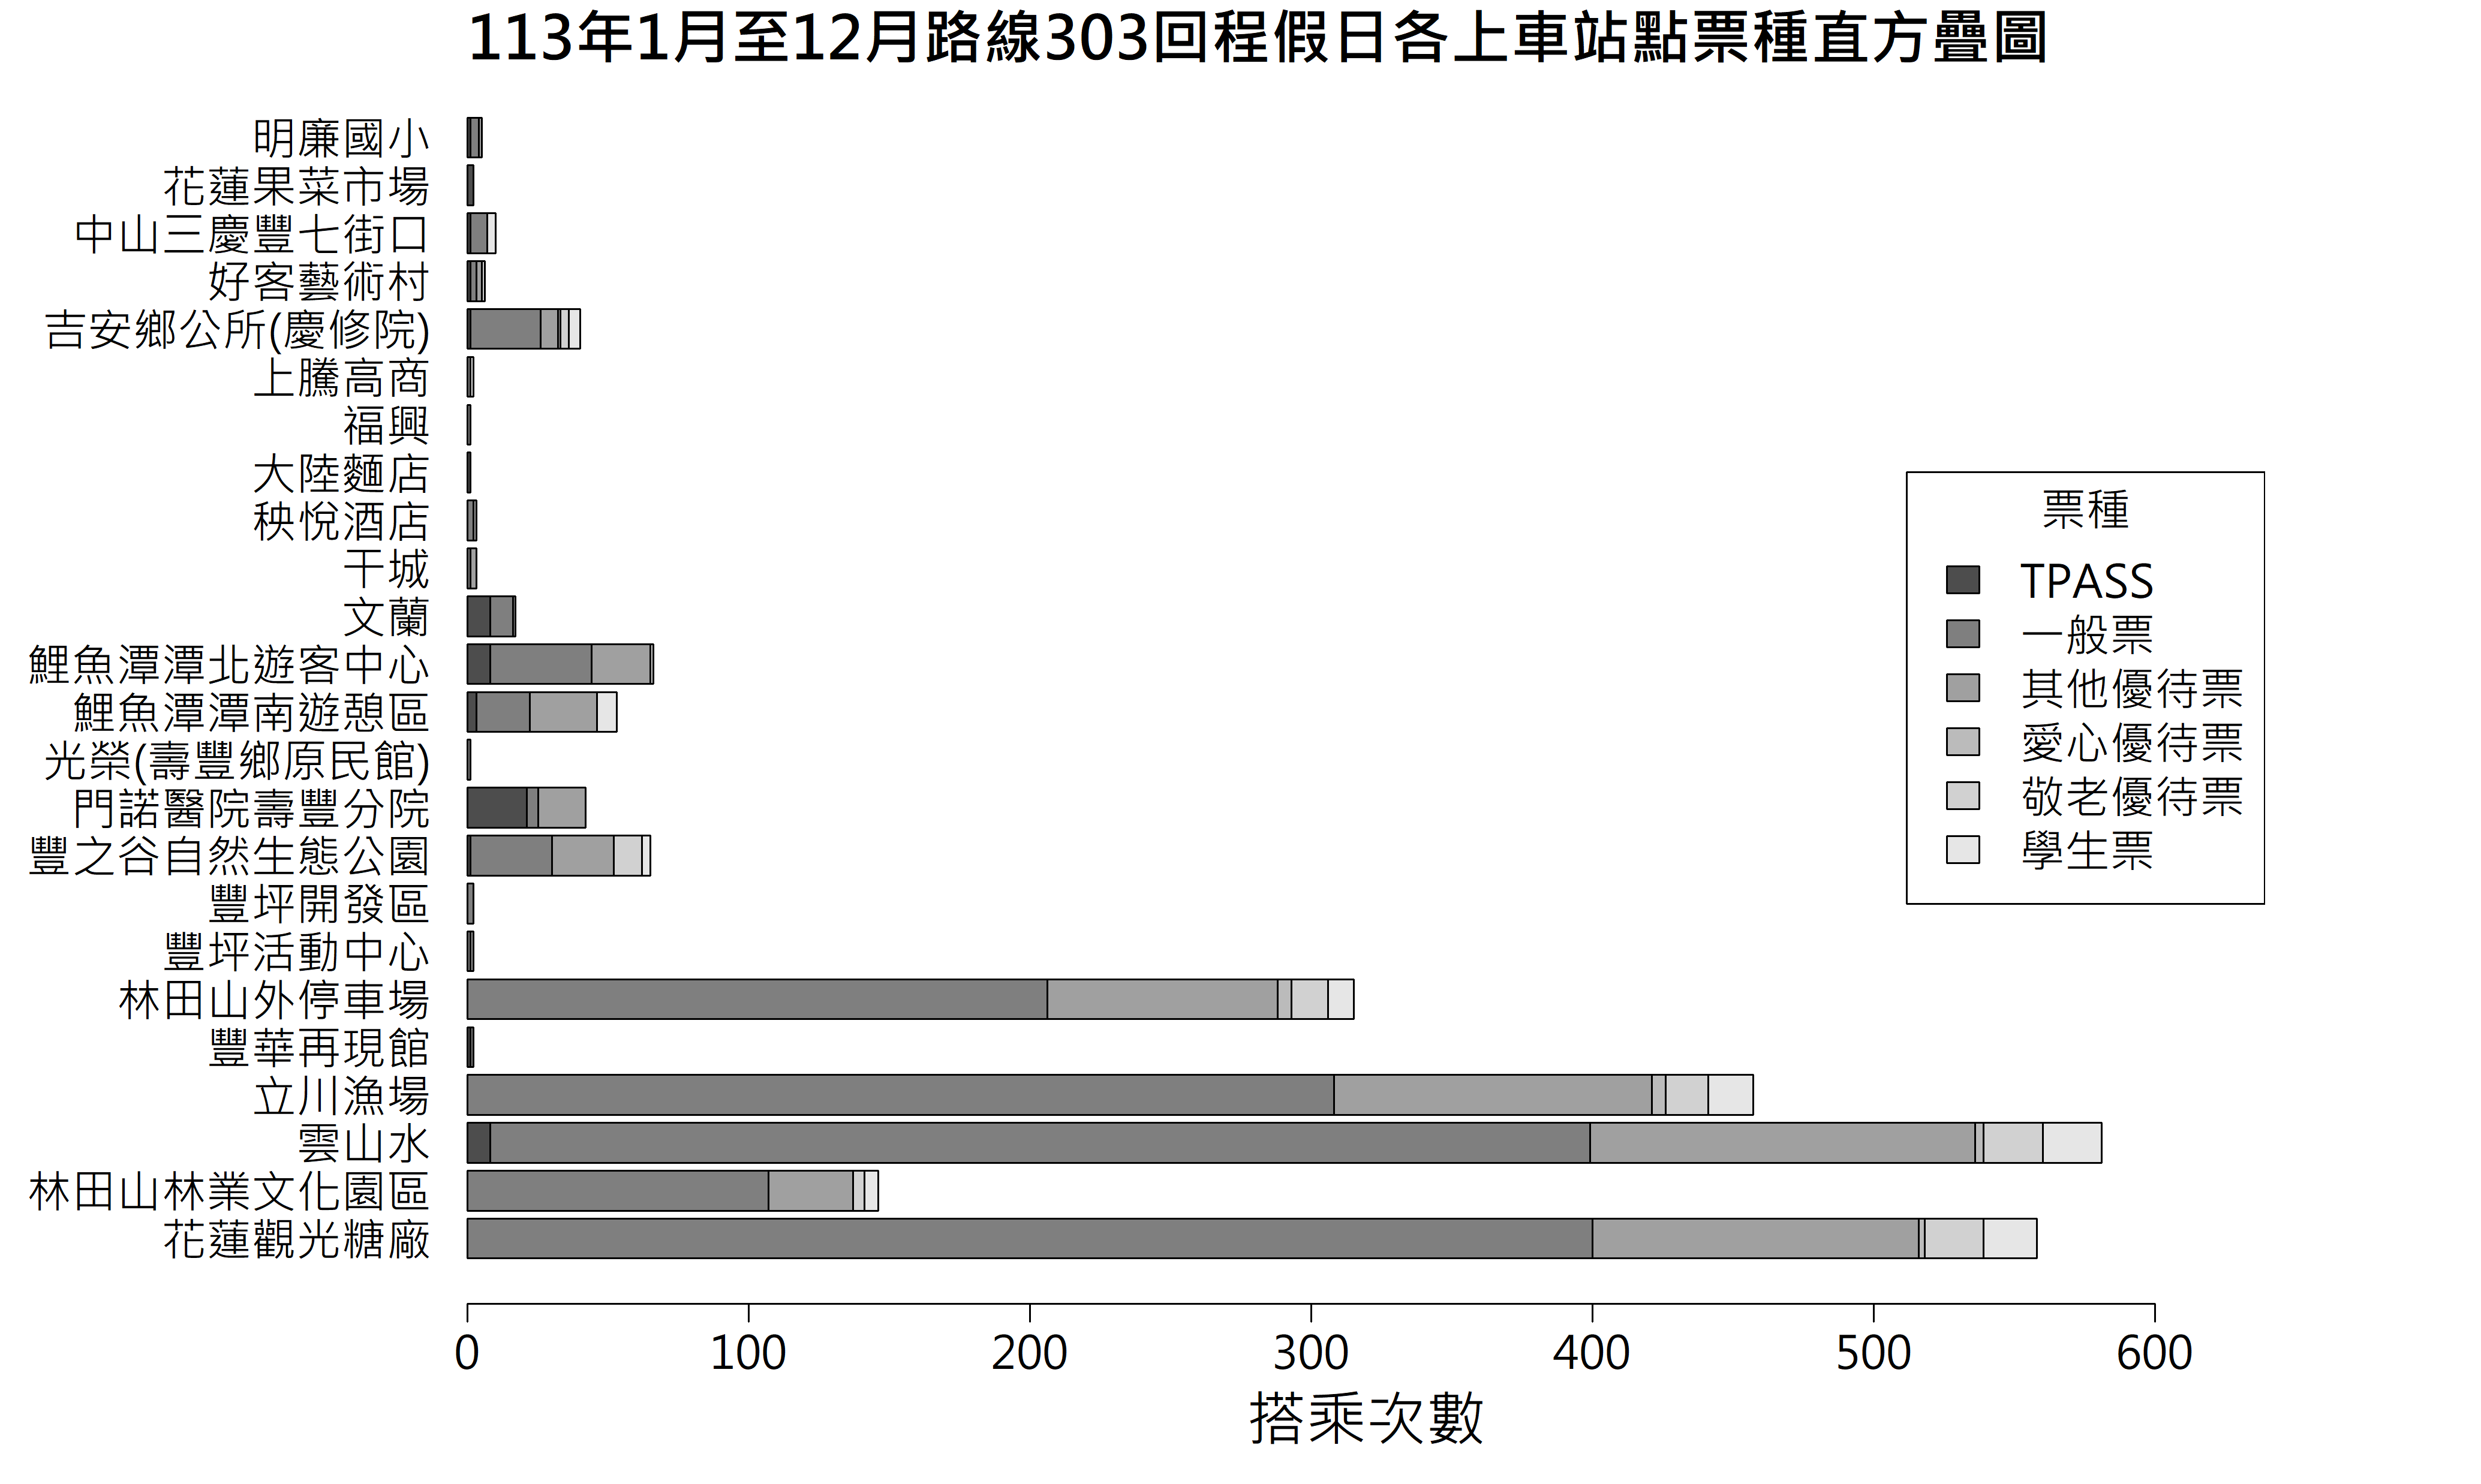 113年1月至12月路線303回程假日各上車站點票種直方疊圖
明廉國小
花蓮果菜市場
中山三慶豐七街口
好客藝術村
吉安鄉公所(慶修院)
上騰高商
福興
大陸麵店
秧悅酒店
干城
文蘭
鯉魚潭潭北遊客中心
鯉魚潭潭南遊憩區
光榮(壽豐鄉原民館)
門諾醫院壽豐分院
豐之谷自然生態公園
豐坪開發區
豐坪活動中心
林田山外停車場
豐華再現館
立川漁場
雲山水
林田山林業文化園區
花蓮觀光糖廠
票種
TPASS
一般票
其他優待票
愛心優待票
敬老優待票
學生票
0 100 200 300 400 500 600
搭乘次數